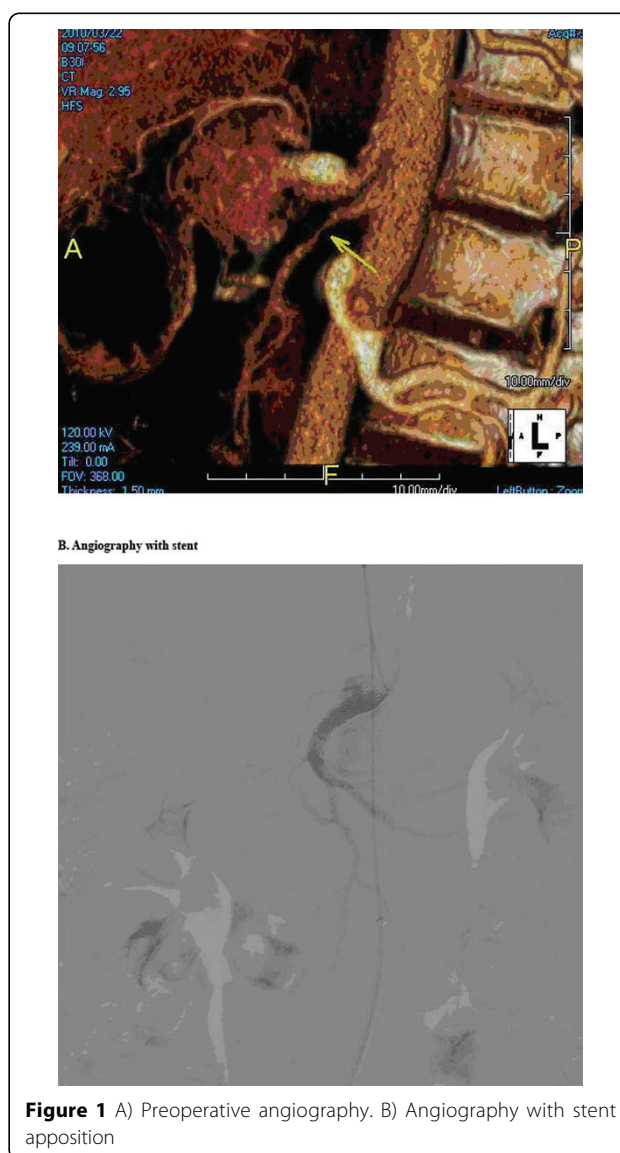 2010/03/22
Acq#:
09:07:56
B30f
CT
VR Mag: 2.95
HFS
A
P
10.00mm/div
H
A L P
F
120.00 kV
239.00 mA
Tilt: 0.00
FOV: 368.00
Thickness: 1.50 mm
F
10.00mm/div
LeftButton : Zoom
B. Angiography with stent
Figure 1 A) Preoperative angiography. B) Angiography with stent
apposition